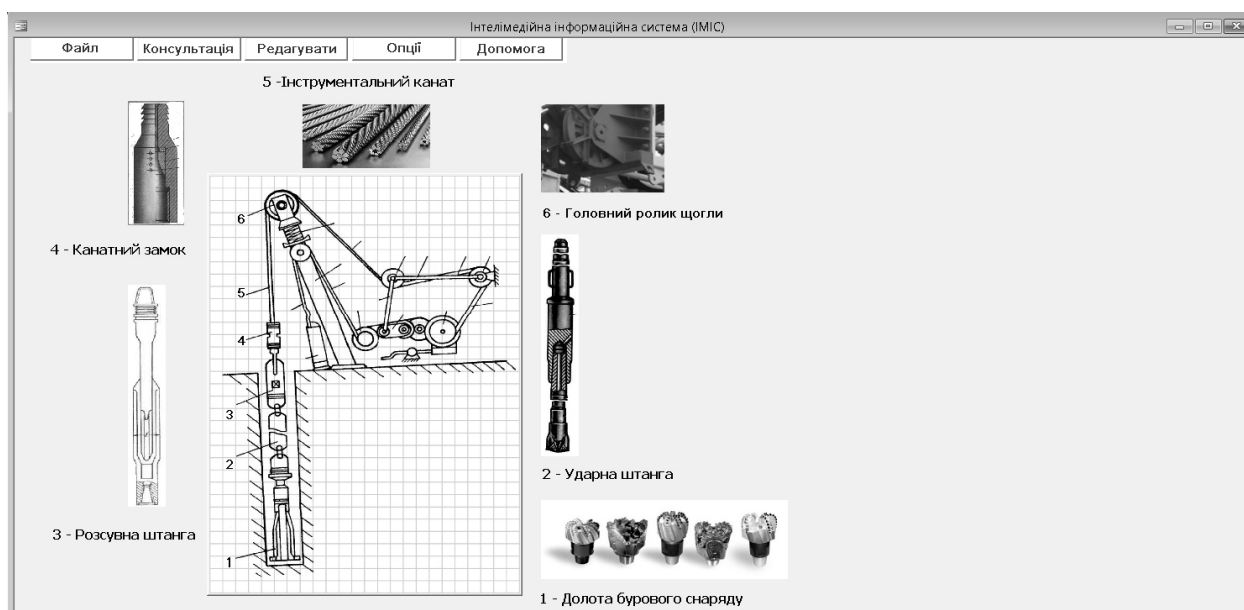 Інтелімедійна інформаційна система (ІМІС)
Файл Консультація Редагувати Опції Допомога
5 -Інструментальний канат
6 - Головний ролик щогли
4 - Канатний замок
2 - Ударна штанга
3 - Розсувна штанга
1 - Долота бурового снаряду
6
5
4
3
2
1